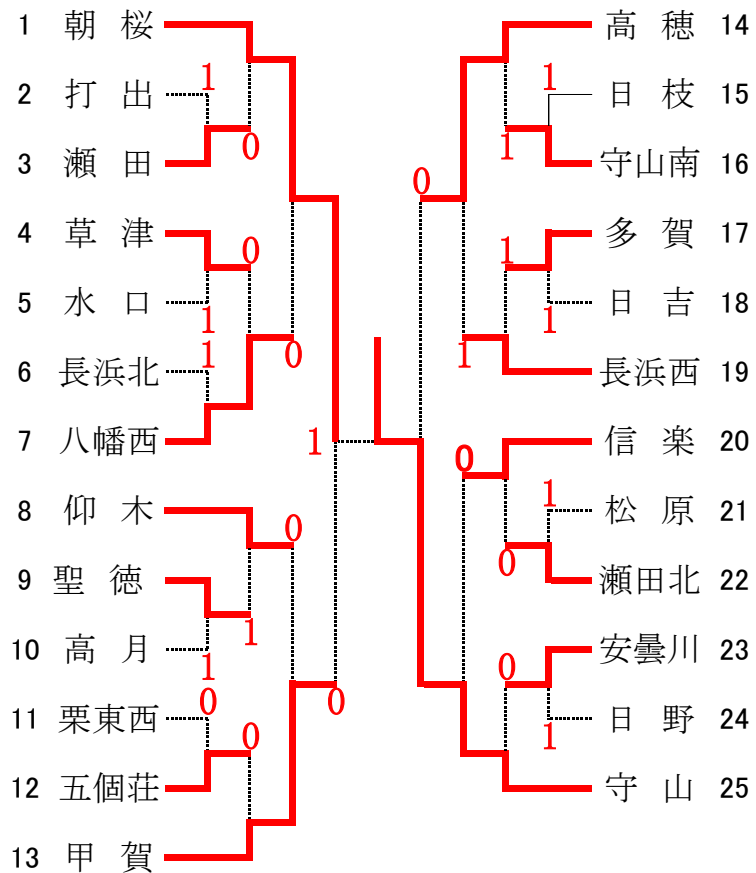 1 朝桜
2 打出
1
3 瀬田
0
4 草津
0
5 水口
1
6 長浜北
1
0
7 八幡西
1
8 仰木
0
9 聖徳
1
10 高月
1
11 栗東西
0
0
0
12 五個荘
13 甲賀
高穂 14
日枝 15
1
守山南 16
1
0
多賀 17
1
日吉 18
1
長浜西 19
1
信楽 20
0
松原 21
1
瀬田北 22
0
安曇川 23
0
日野 24
1
守山 25